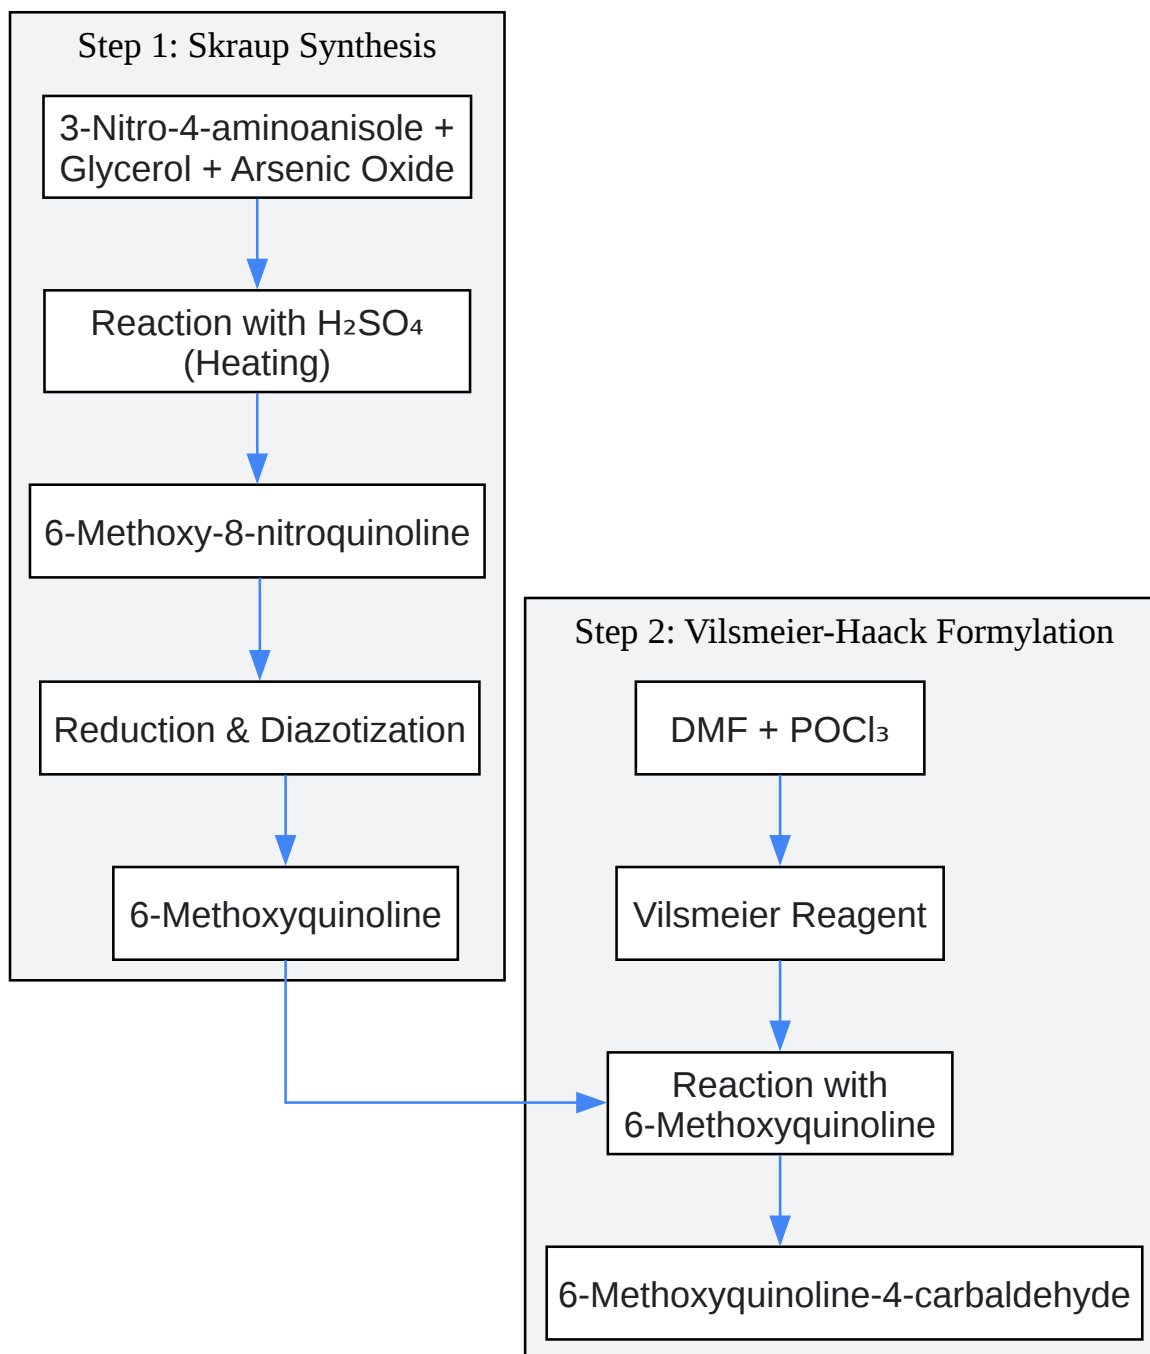 Step 1: Skraup Synthesis
3-Nitro-4-aminoanisole +
Glycerol + Arsenic Oxide
Reaction with H₂SO₄
(Heating)
6-Methoxy-8-nitroquinoline
Reduction & Diazotization
6-Methoxyquinoline
Step 2: Vilsmeier-Haack Formylation
DMF + POCl₃
Vilsmeier Reagent
Reaction with
6-Methoxyquinoline
6-Methoxyquinoline-4-carbaldehyde